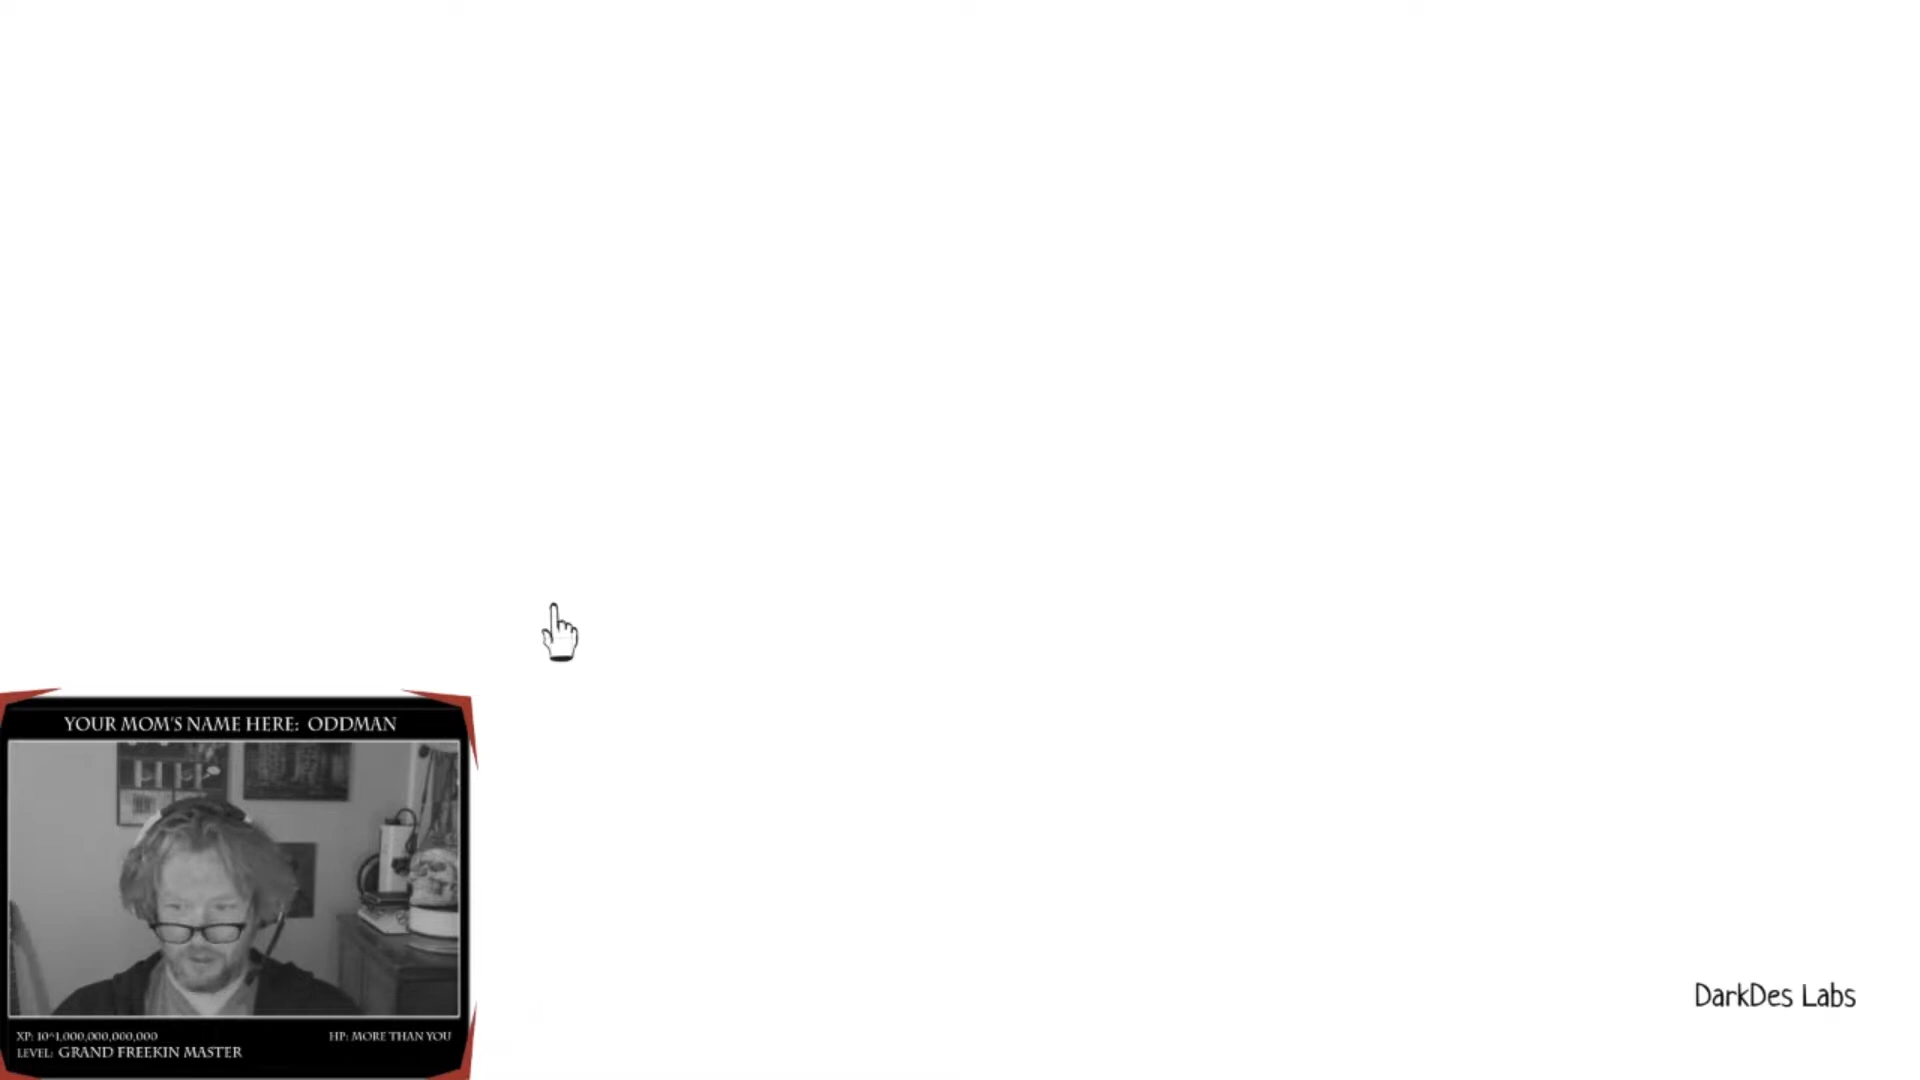 YOUR MOM'S NAME HERE: ODDMAN
XP: 10^1,000,000,000,000
HP: MORE THAN YOU
LEVEL: GRAND FREEKIN MASTER
DarkDes Labs